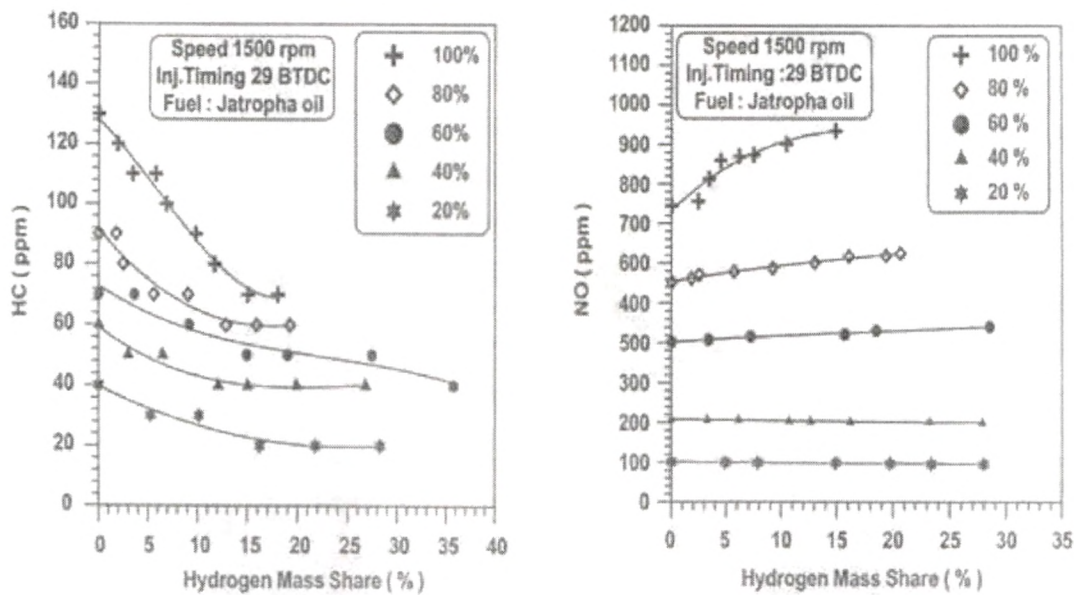 160
140
120
100
80
60
40
20
0
HC ( ppm )
Speed 1500 rpm
Inj.Timing 29 BTDC
Fuel : Jatropha oil
100%
80%
60%
40%
20%
0 5 10 15 20 25 30 35 40
Hydrogen Mass Share ( % )
1200
1100
1000
900
800
700
600
400
500
300
200
100
0
NO ( ppm )
Speed 1500 rpm
Inj.Timing :29 BTDC
Fuel : Jatropha oil
100 %
80 %
60 %
40 %
20 %
0 5 10 15 20 25 30 35
Hydrogen Mass Share ( % )